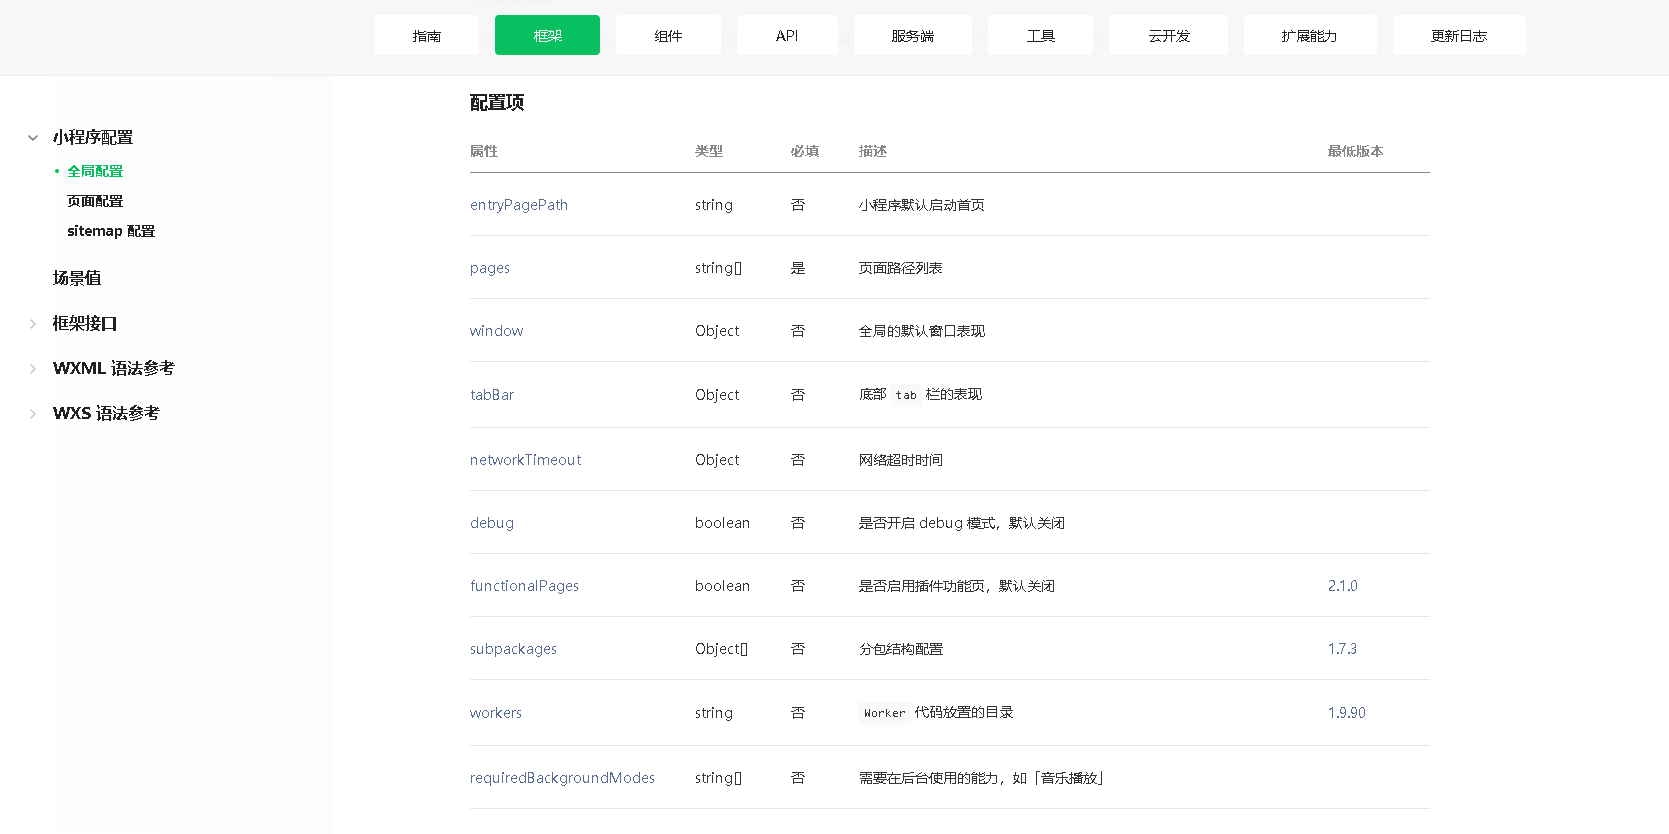 指南 框架 组件 API 服务端 工具 云开发 扩展能力 更新日志
小程序配置
全局配置
页面配置
sitemap 配置
场景值
框架接口
WXML 语法参考
WXS 语法参考
配置项
属性 类型 必填 描述 最低版本
entryPagePath string 否 小程序默认启动首页
pages string[] 是 页面路径列表
window Object 否 全局的默认窗口表现
tabBar Object 否 底部 tab 栏的表现
networkTimeout Object 否 网络超时时间
debug boolean 否 是否开启 debug 模式，默认关闭
functionalPages boolean 否 是否启用插件功能页，默认关闭 2.1.0
subpackages Object[] 否 分包结构配置 1.7.3
workers string 否 Worker 代码放置的目录 1.9.90
requiredBackgroundModes string[] 否 需要在后台使用的能力，如「音乐播放」